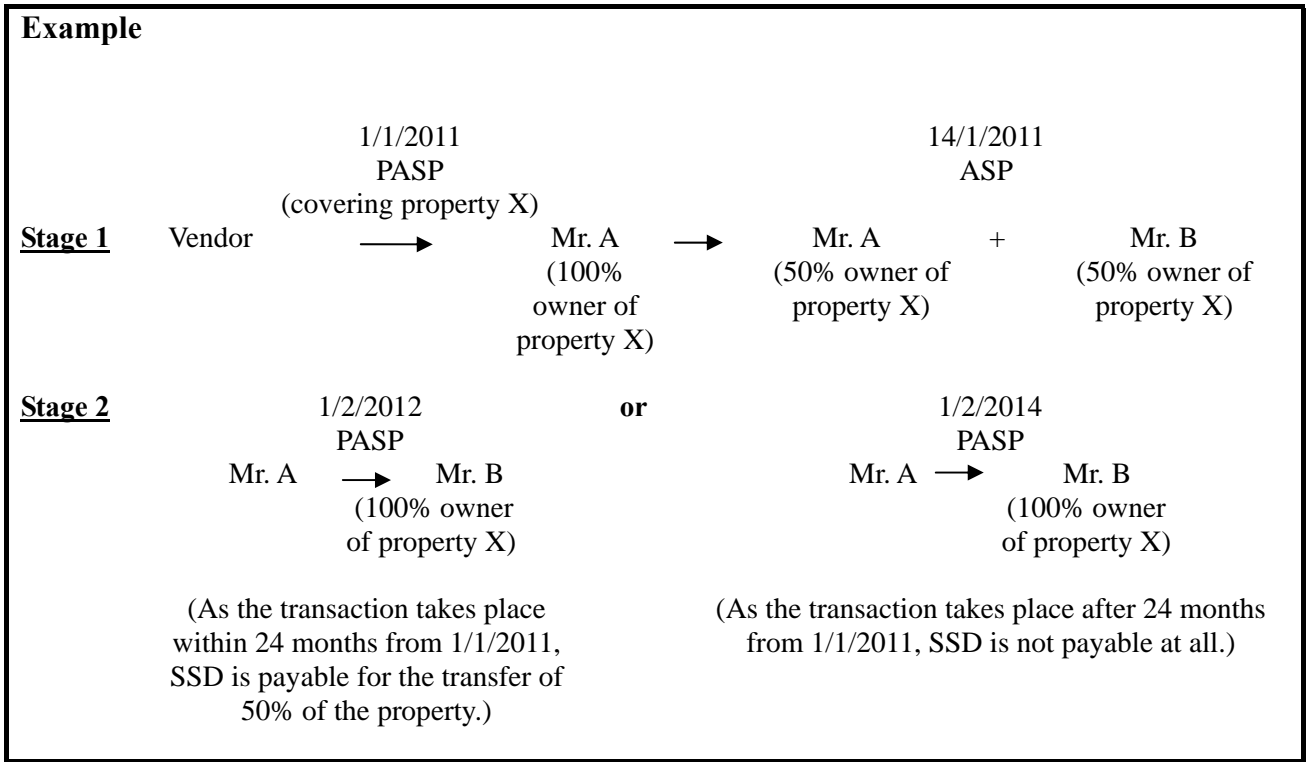 Example
1/1/2011
PASP
(covering property X)
14/1/2011
ASP
Stage 1 Vendor Mr. A Mr. A + Mr. B
(100%
owner of
property X)
(50% owner of
property X)
(50% owner of
property X)
Stage 2
1/2/2012
PASP
Mr. A Mr. B
(100% owner
of property X)
(As the transaction takes place
within 24 months from 1/1/2011,
SSD is payable for the transfer of
50% of the property.)
or
1/2/2014
PASP
Mr. A Mr. B
(100% owner
of property X)
(As the transaction takes place after 24 months
from 1/1/2011, SSD is not payable at all.)